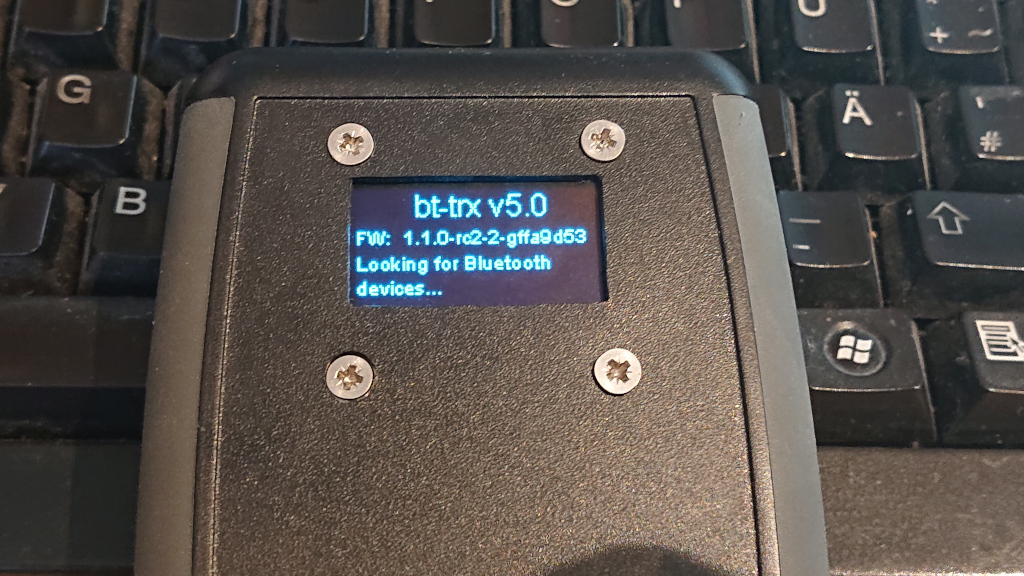 U
+ ~
G
Ä
'
#
B
–
-
bt-trx v5.0
FW: 1.1.0-rc2-2-gffa9d53
Looking for Bluetooth
devices...